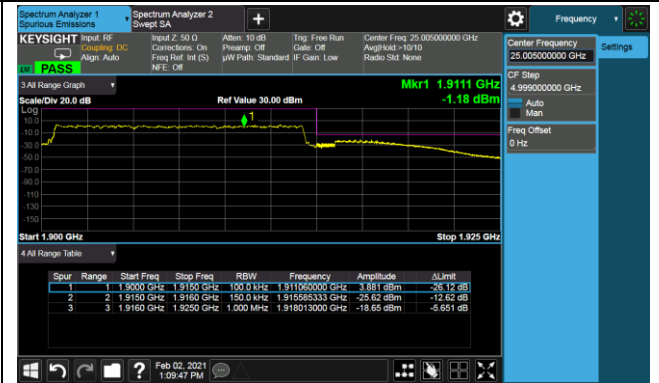 Spectrum Analyzer 1
Spurious Emissions
Spectrum Analyzer 2
Swept SA
Frequency
KEYSIGHT Input: RF
Coupling: DC
Align: Auto
Input Z: 50 Ω
Corrections: On
Freq Ref: Int (S)
NFE: Off
Atten: 10 dB
Preamp: Off
µW Path: Standard
Trig: Free Run
Gate: Off
IF Gain: Low
Center Freq: 25.005000000 GHz
Avg|Hold:>10/10
Radio Std: None
PASS
Center Frequency
25.005000000 GHz
Settings
CF Step
4.999000000 GHz
Auto
Man
Freq Offset
0 Hz
3 All Range Graph
Mkr1 1.9111 GHz
Scale/Div 20.0 dB
Ref Value 30.00 dBm
-1.18 dBm
Log
10.0
-10.0
-30.0
-50.0
-70.0
-90.0
-110
-130
-150
1
Start 1.900 GHz
Stop 1.925 GHz
4 All Range Table
Spur Range Start Freq Stop Freq RBW Frequency Amplitude ΔLimit
1 1 1.9000 GHz 1.9150 GHz 100.0 kHz 1.911060000 GHz 3.881 dBm -26.12 dB
2 2 1.9150 GHz 1.9160 GHz 150.0 kHz 1.915585333 GHz -25.62 dBm -12.62 dB
3 3 1.9160 GHz 1.9250 GHz 1.000 MHz 1.918013000 GHz -18.65 dBm -5.651 dB
Feb 02, 2021
1:09:47 PM